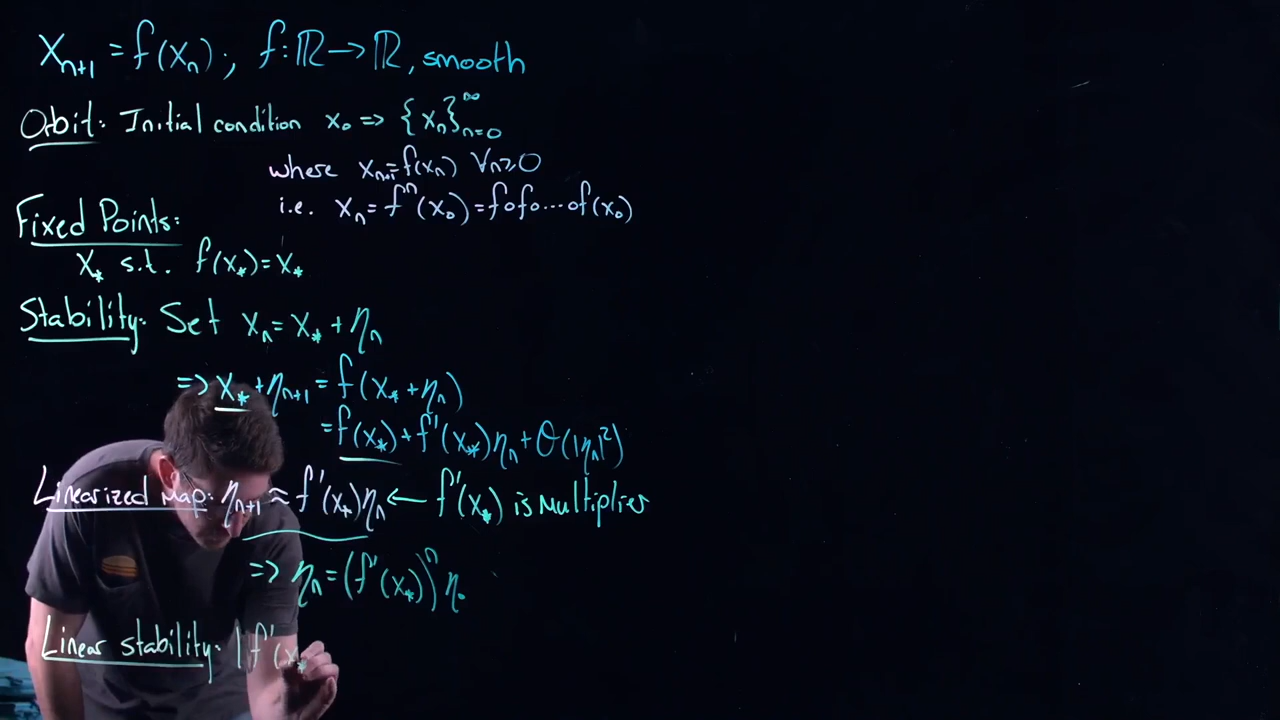 x_{n+1} = f(x_n); f: ℝ → ℝ, smooth
Orbit: Initial condition x_0 => {x_n}_{n=0}^∞
where x_{n+1} = f(x_n) ∀n≥0
i.e. x_n = f^n(x_0) = f∘f∘...∘f(x_0)
Fixed Points:
x_* s.t. f(x_*) = x_*
Stability: Set x_n = x_* + η_n
=> x_* + η_{n+1} = f(x_* + η_n)
= f(x_*) + f'(x_*)η_n + O(|η_n|^2)
Linearized Map: η_{n+1} ≈ f'(x_*)η_n ← f'(x_*) is Multiplier
=> η_n = (f'(x_*))^n η_0
Linear stability: |f'(x_*